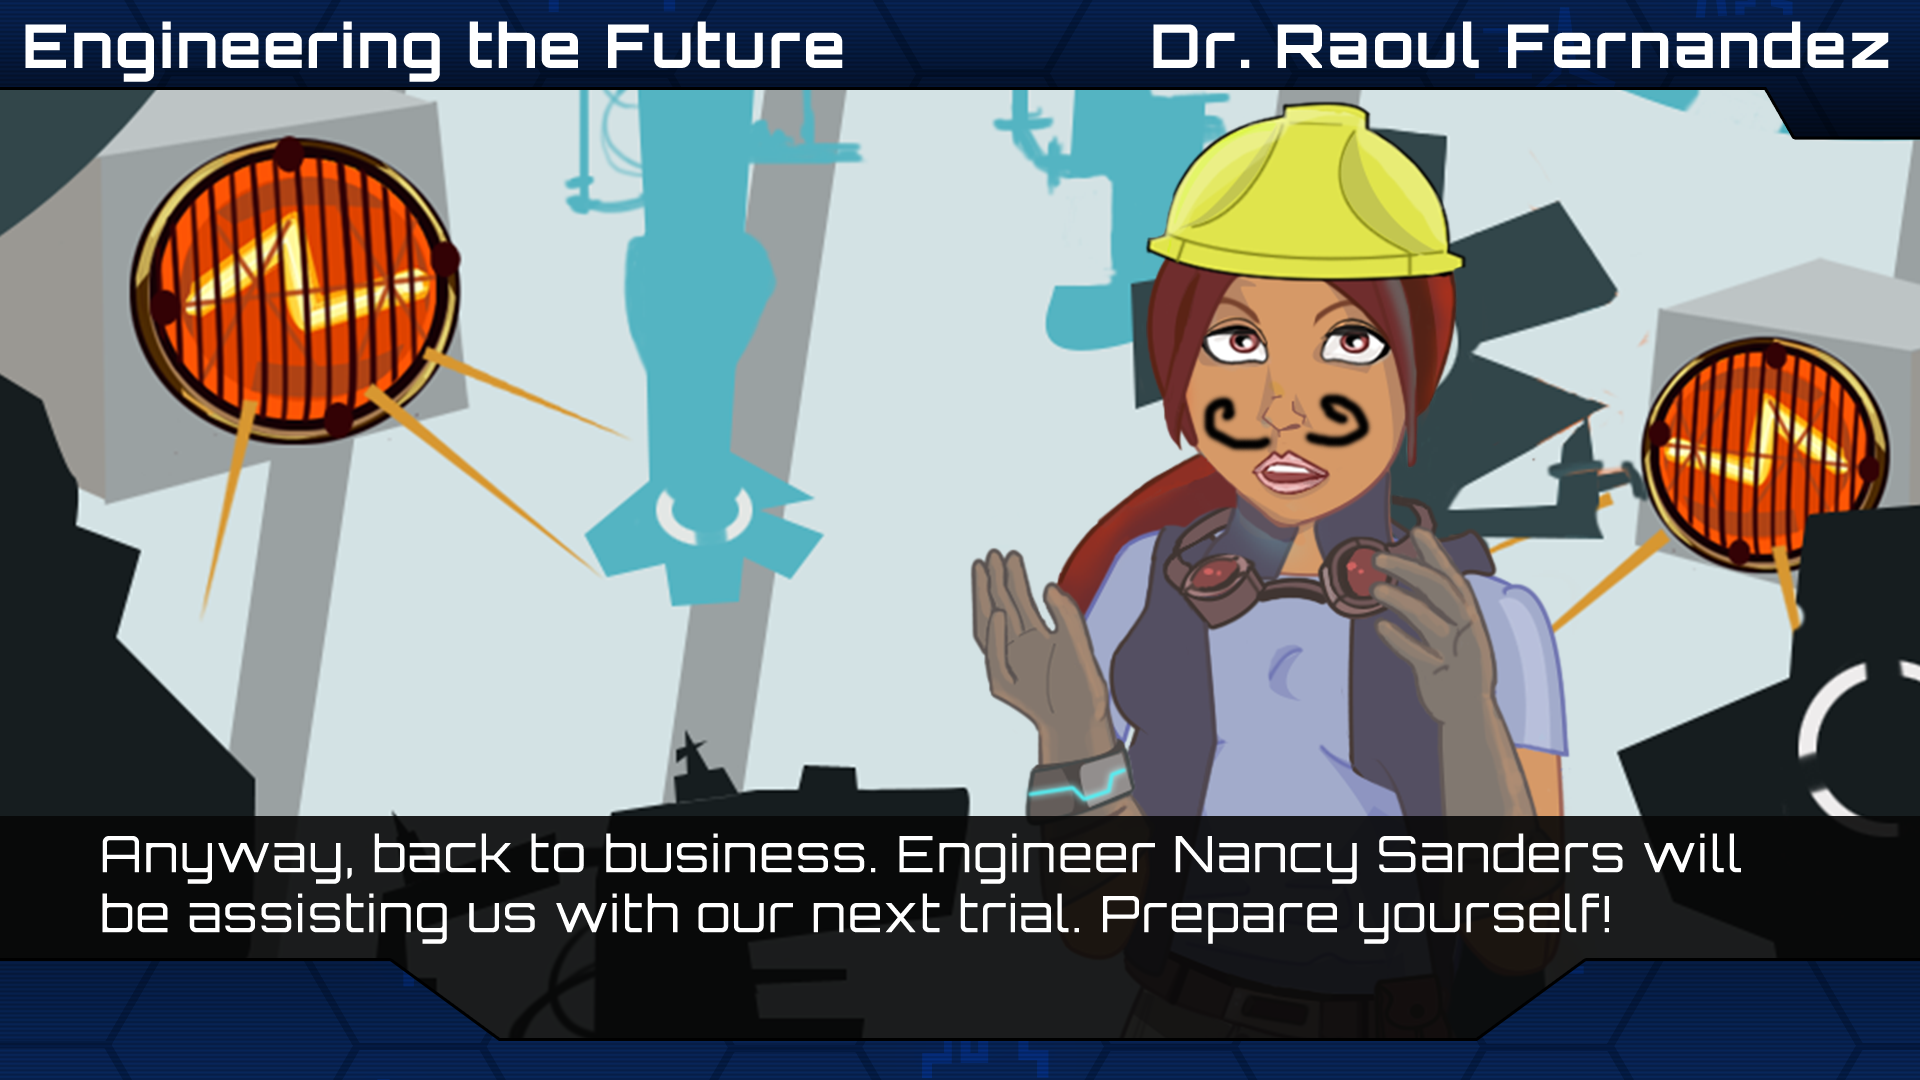 Engineering the Future
Dr. Raoul Fernandez
Anyway, back to business. Engineer Nancy Sanders will
be assisting us with our next trial. Prepare yourself!